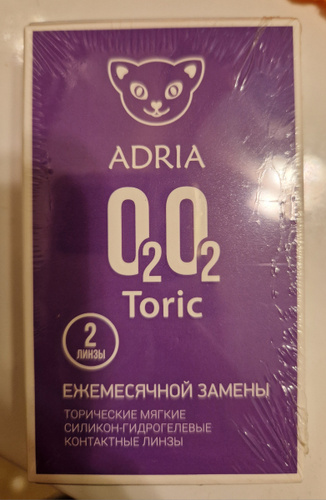 ADRIA
O2O2
Toric
2
ЛИНЗЫ
ЕЖЕМЕСЯЧНОЙ ЗАМЕНЫ
ТОРИЧЕСКИЕ МЯГКИЕ
СИЛИКОН-ГИДРОГЕЛЕВЫЕ
КОНТАКТНЫЕ ЛИНЗЫ